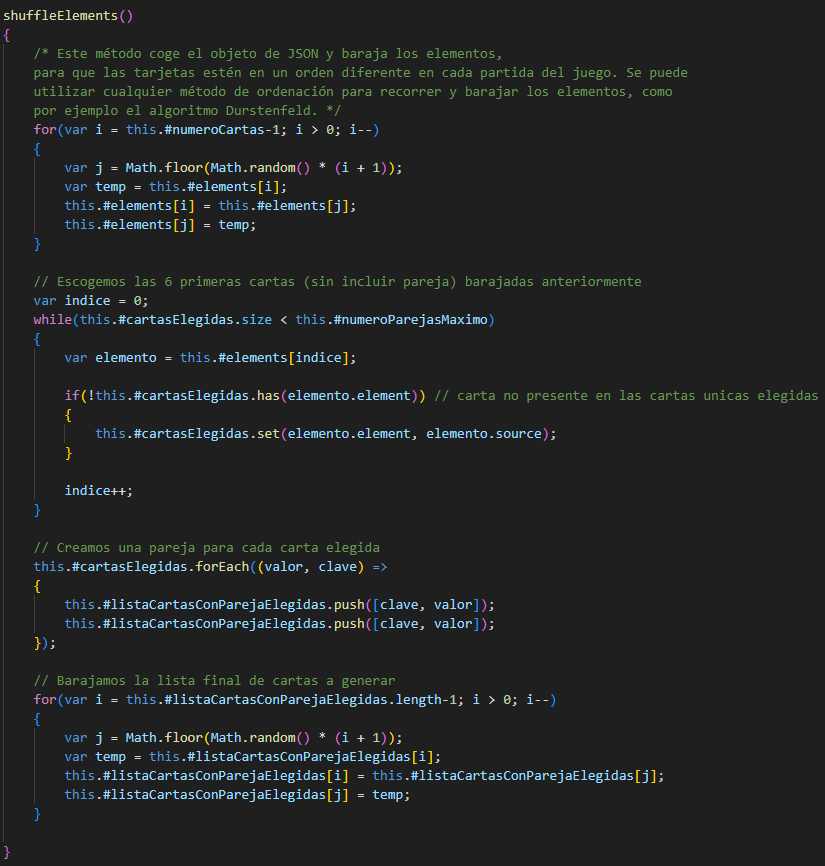 shuffleElements()
{
/* Este método coge el objeto de JSON y baraja los elementos,
para que las tarjetas estén en un orden diferente en cada partida del juego. Se puede
utilizar cualquier método de ordenación para recorrer y barajar los elementos, como
por ejemplo el algoritmo Durstenfeld. */
for(var i = this.#numeroCartas-1; i > 0; i--)
{
var j = Math.floor(Math.random() * (i + 1));
var temp = this.#elements[i];
this.#elements[i] = this.#elements[j];
this.#elements[j] = temp;
}
// Escogemos las 6 primeras cartas (sin incluir pareja) barajadas anteriormente
var indice = 0;
while(this.#cartasElegidas.size < this.#numeroParejasMaximo)
{
var elemento = this.#elements[indice];
if(!this.#cartasElegidas.has(elemento.element)) // carta no presente en las cartas unicas elegidas
{
this.#cartasElegidas.set(elemento.element, elemento.source);
}
indice++;
}
// Creamos una pareja para cada carta elegida
this.#cartasElegidas.forEach((valor, clave) =>
{
this.#listaCartasConParejaElegidas.push([clave, valor]);
this.#listaCartasConParejaElegidas.push([clave, valor]);
});
// Barajamos la lista final de cartas a generar
for(var i = this.#listaCartasConParejaElegidas.length-1; i > 0; i--)
{
var j = Math.floor(Math.random() * (i + 1));
var temp = this.#listaCartasConParejaElegidas[i];
this.#listaCartasConParejaElegidas[i] = this.#listaCartasConParejaElegidas[j];
this.#listaCartasConParejaElegidas[j] = temp;
}
}